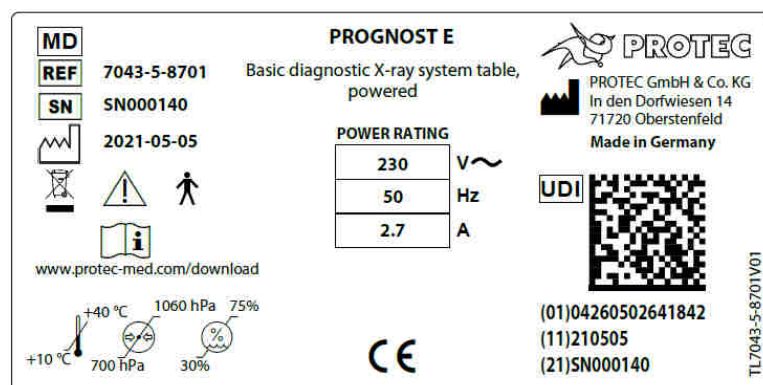 MD
REF 7043-5-8701
SN SN000140
2021-05-05
www.protec-med.com/download
+40 °C
+10 °C
1060 hPa
700 hPa
75%
%
30%
PROGNOST E
Basic diagnostic X-ray system table,
powered
POWER RATING
230 V
50 Hz
2.7 A
CE
PROTEC
PROTEC GmbH & Co. KG
In den Dorfwiesen 14
71720 Oberstenfeld
Made in Germany
UDI
(01)04260502641842
(11)210505
(21)SN000140
TL7043-5-8701V01